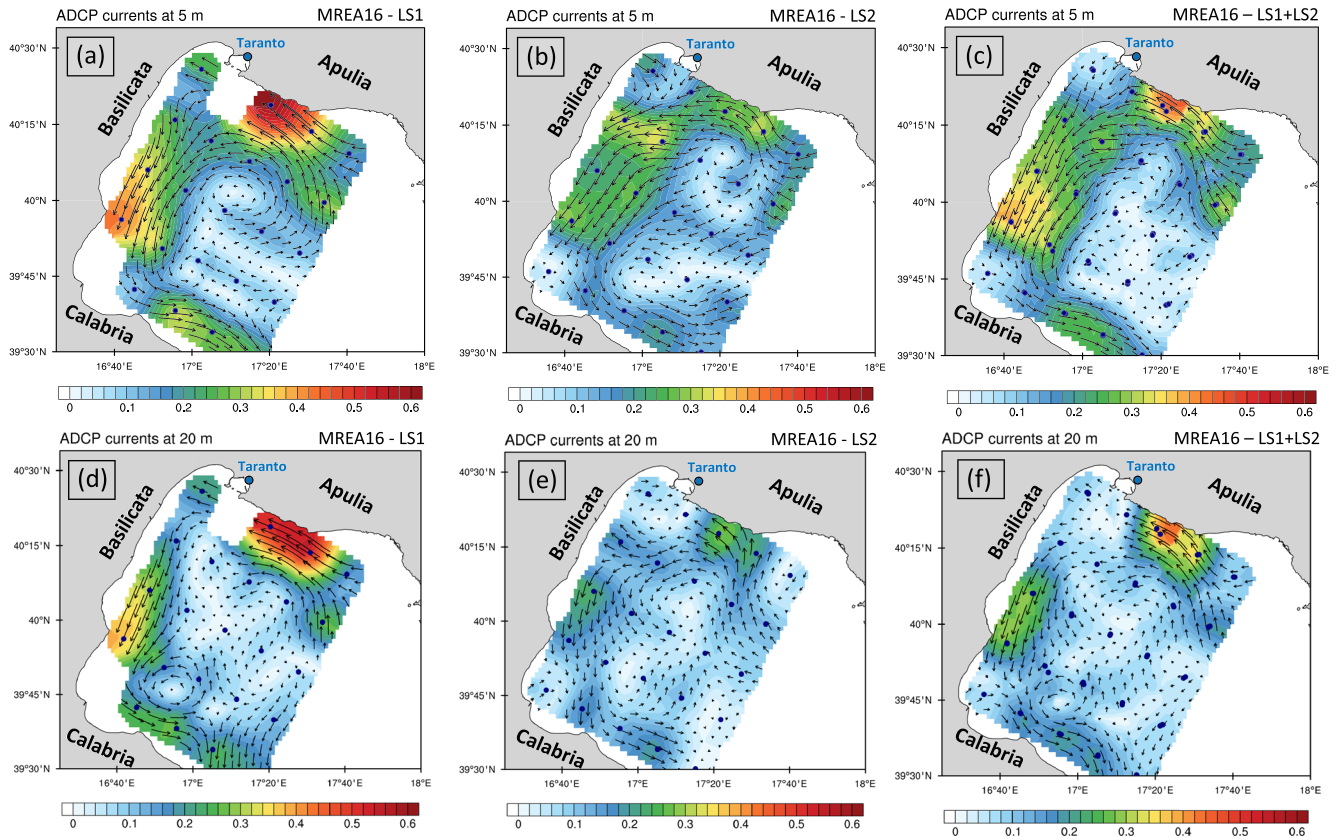 ADCP currents at 5 m MREA16 - LS1
(a)
Taranto
Apulia
Basilicata
Calabria
40°30'N
40°15'N
40°N
39°45'N
39°30'N
16°40'E 17°E 17°20'E 17°40'E 18°E
0 0.1 0.2 0.3 0.4 0.5 0.6
ADCP currents at 5 m MREA16 - LS2
(b)
Taranto
Apulia
Basilicata
Calabria
40°30'N
40°15'N
40°N
39°45'N
39°30'N
16°40'E 17°E 17°20'E 17°40'E 18°E
0 0.1 0.2 0.3 0.4 0.5 0.6
ADCP currents at 5 m MREA16 – LS1+LS2
(c)
Taranto
Apulia
Basilicata
Calabria
40°30'N
40°15'N
40°N
39°45'N
39°30'N
16°40'E 17°E 17°20'E 17°40'E 18°E
0 0.1 0.2 0.3 0.4 0.5 0.6
ADCP currents at 20 m MREA16 - LS1
(d)
Taranto
Apulia
Basilicata
Calabria
40°30'N
40°15'N
40°N
39°45'N
39°30'N
16°40'E 17°E 17°20'E 17°40'E 18°E
0 0.1 0.2 0.3 0.4 0.5 0.6
ADCP currents at 20 m MREA16 - LS2
(e)
Taranto
Apulia
Basilicata
Calabria
40°30'N
40°15'N
40°N
39°45'N
39°30'N
16°40'E 17°E 17°20'E 17°40'E 18°E
0 0.1 0.2 0.3 0.4 0.5 0.6
ADCP currents at 20 m MREA16 – LS1+LS2
(f)
Taranto
Apulia
Basilicata
Calabria
40°30'N
40°15'N
40°N
39°45'N
39°30'N
16°40'E 17°E 17°20'E 17°40'E 18°E
0 0.1 0.2 0.3 0.4 0.5 0.6